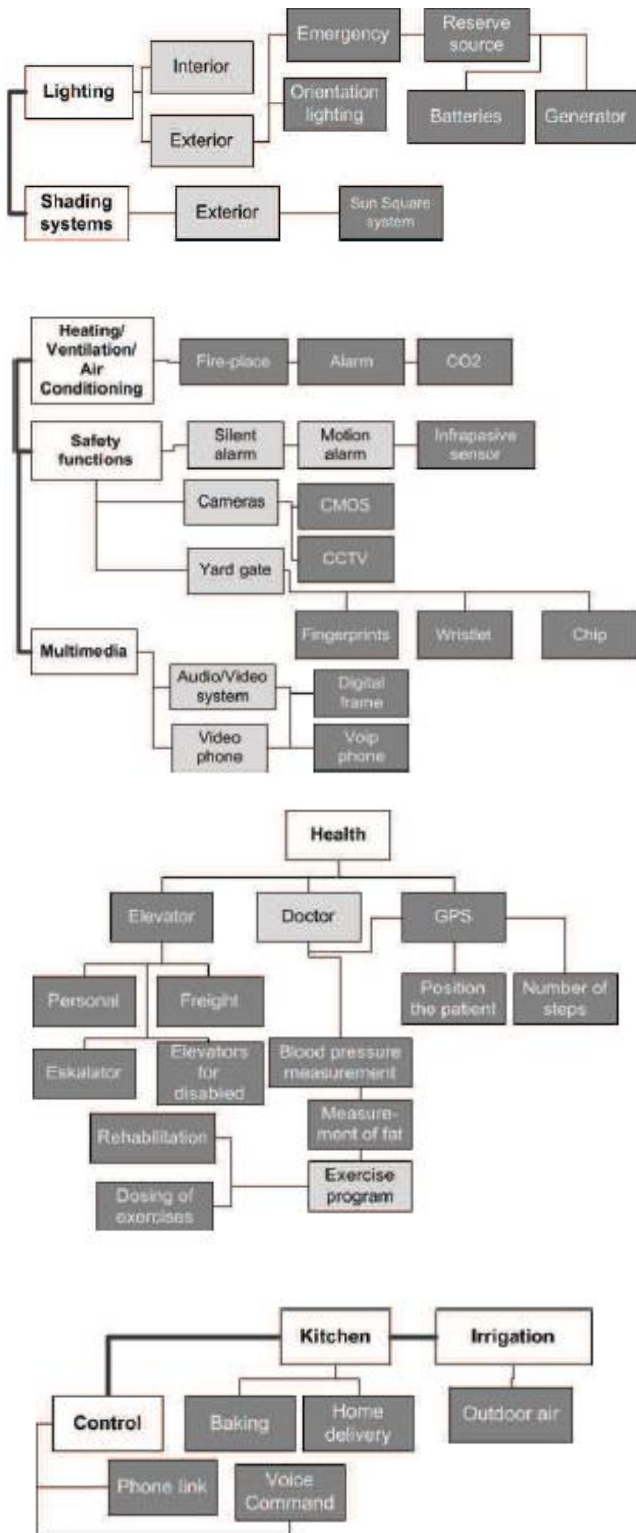 Emergency
Reserve
source
Interior
Lighting
Orientation
lighting
Batteries
Generator
Exterior
Shading
systems
Exterior
Sun Square
system
Heating/
Ventilation/
Air
Conditioning
Fire-place
Alarm
CO2
Safety
functions
Silent
alarm
Motion
alarm
Infrapasive
sensor
Cameras
CMOS
CCTV
Yard gate
Fingerprints
Wristlet
Chip
Multimedia
Audio/Video
system
Digital
frame
Video
phone
Voip
phone
Health
Elevator
Doctor
GPS
Personal
Freight
Position
the patient
Number of
steps
Eskalator
Elevators
for
disabled
Blood pressure
measurement
Measure-
ment of fat
Rehabilitation
Exercise
program
Dosing of
exercises
Kitchen
Irrigation
Control
Baking
Home
delivery
Outdoor air
Phone link
Voice
Command